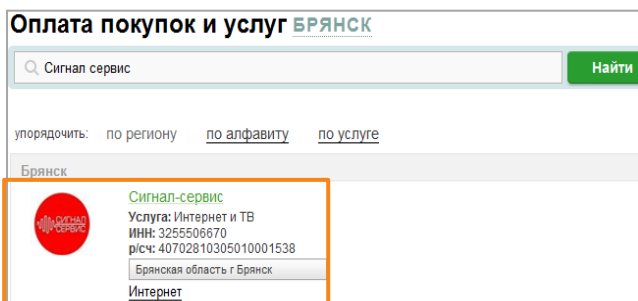 Оплата покупок и услуг БРЯНСК
Сигнал сервис
Найти
упорядочить: по региону по алфавиту по услуге
Брянск
СИГНАЛ
СЕРВИС
Сигнал-сервис
Услуга: Интернет и ТВ
ИНН: 3255506670
р/сч: 40702810305010001538
Брянская область г Брянск
Интернет